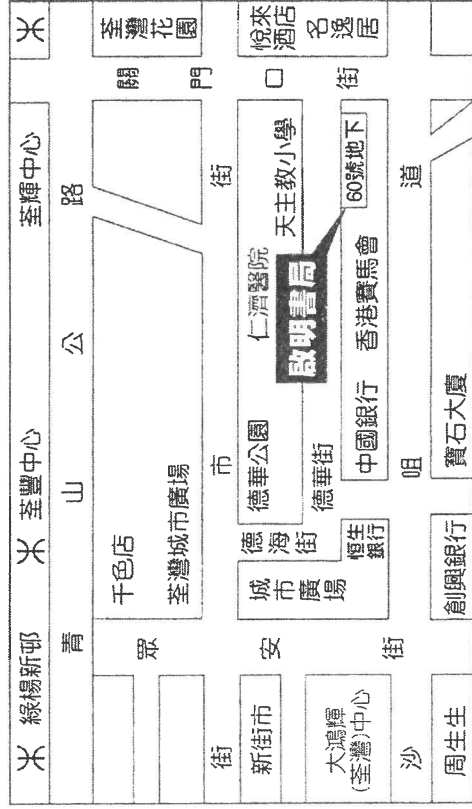 綠楊新邨
荃豐中心
荃輝中心
青山公路
千色店
荃灣城市廣場
荃灣花園
眾安街
關門口街
街市街
新街市
城市廣場
德海街
德華公園
仁濟醫院
天主教小學
悅來酒店
名逸居
德華街
啟明書局
60號地下
大鴻輝
(荃灣)中心
恒生銀行
中國銀行
香港賽馬會
沙咀道
周生生
創興銀行
寶石大廈